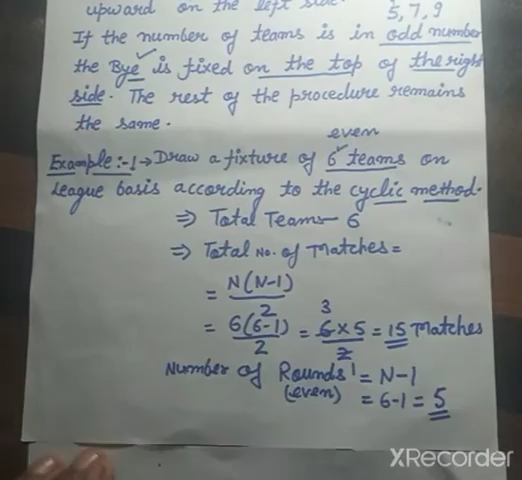 upward on the left side.
5, 7, 9
If the number of teams is in odd number
the Bye is fixed on the top of the right
side. The rest of the procedure remains
the same.
even
Example:-1→Draw a fixture of 6 teams on
league basis according to the cyclic method.
⇒ Total Teams- 6
⇒ Total No. of Matches =
= N(N-1)/2
= 6(6-1)/2 = 6×5/2 = 15 Matches
3
Number of Rounds = N-1
(even) = 6-1 = 5
XRecorder